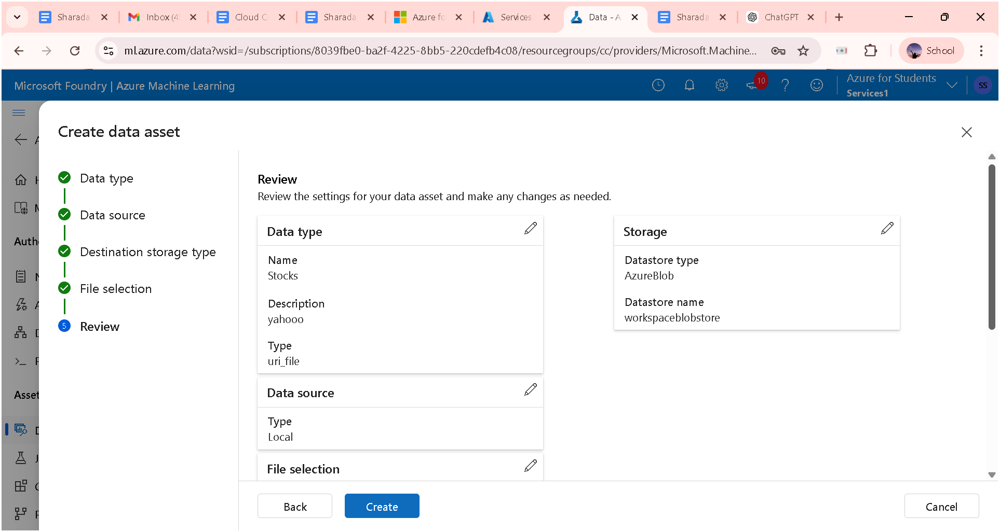 Sharada
Inbox (4
Cloud C
Sharada
Azure fo
Services
Data - A
Sharada
ChatGPT
ml.azure.com/data?wsid=/subscriptions/8039fbe0-ba2f-4225-8bb5-220cdefb4c08/resourcegroups/cc/providers/Microsoft.Machine...
School
Microsoft Foundry | Azure Machine Learning
10
Azure for Students
Services1
SS
Create data asset
Data type
Data source
Destination storage type
File selection
5
Review
Auth
Asset
Review
Review the settings for your data asset and make any changes as needed.
Data type
Name
Stocks
Description
yahooo
Type
uri_file
Data source
Type
Local
File selection
Storage
Datastore type
AzureBlob
Datastore name
workspaceblobstore
Back
Create
Cancel